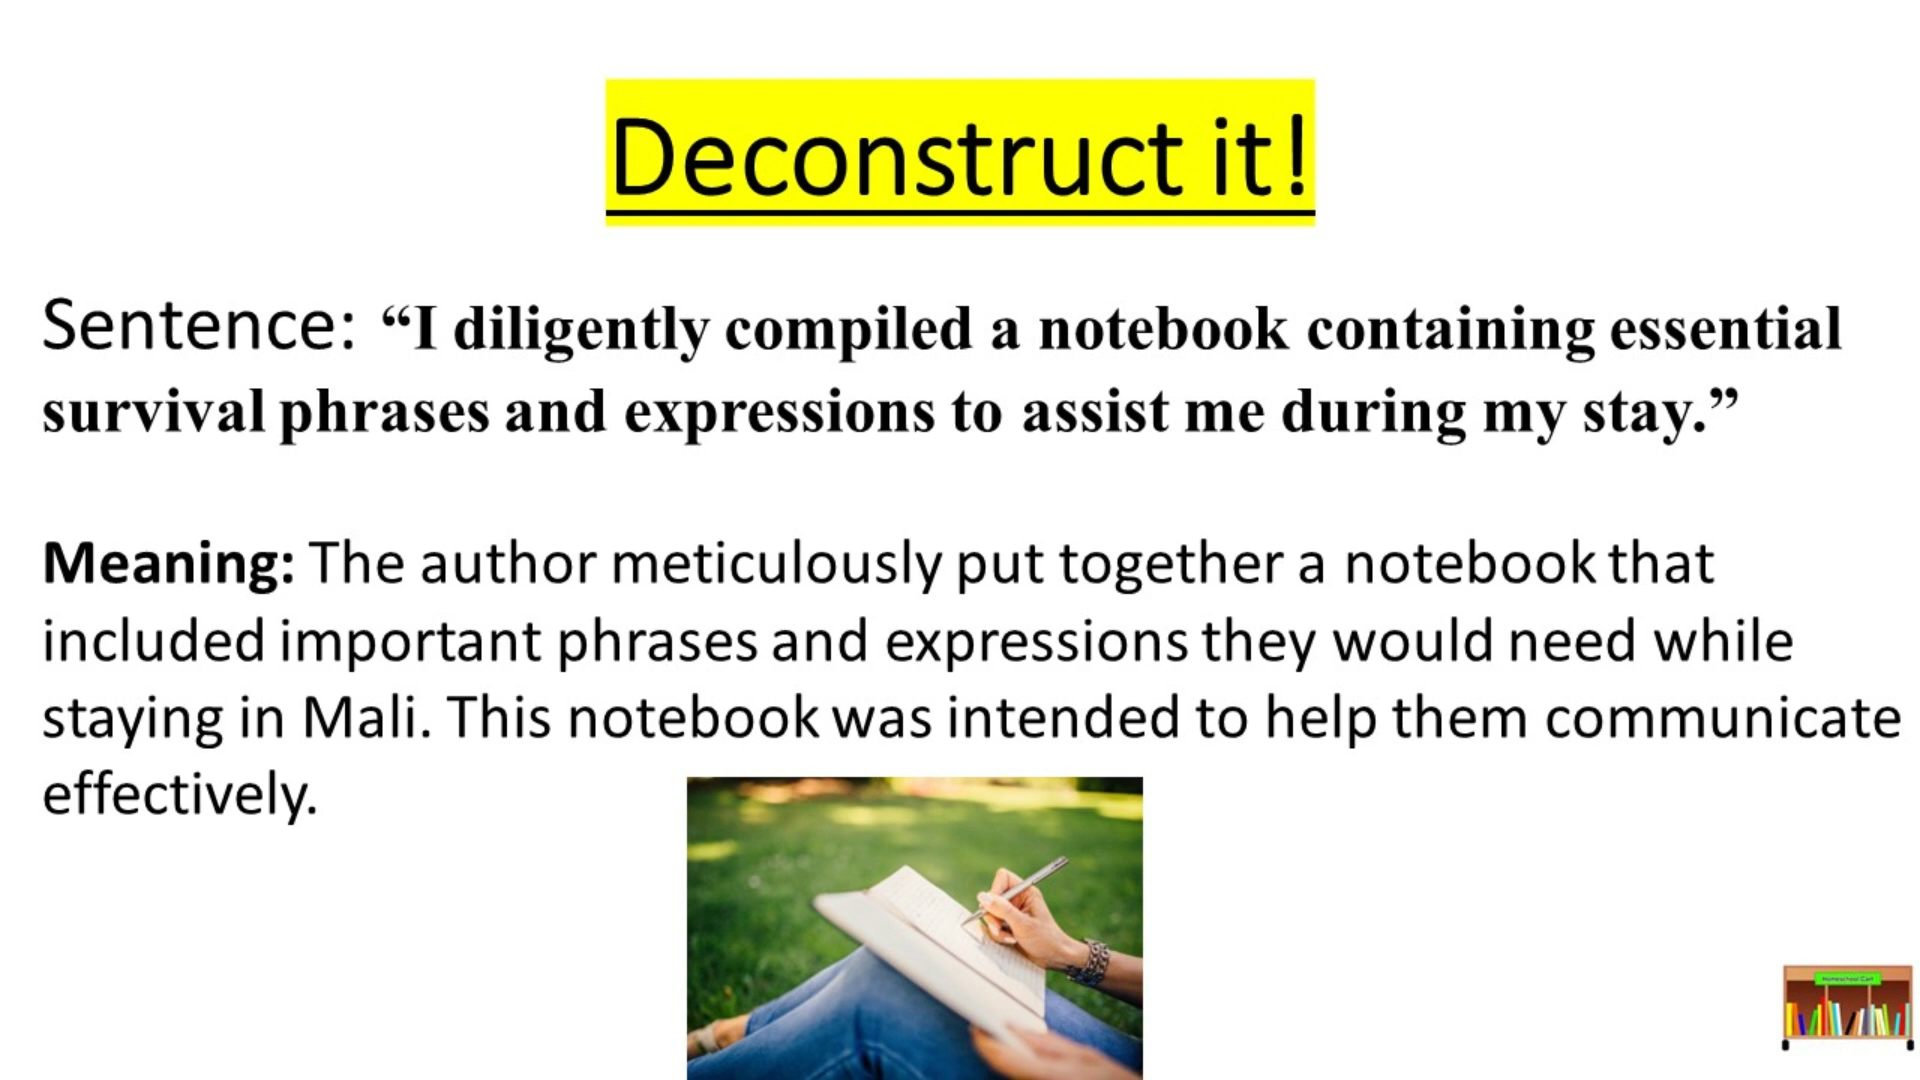 Deconstruct it!
Sentence: “I diligently compiled a notebook containing essential
survival phrases and expressions to assist me during my stay.”
Meaning: The author meticulously put together a notebook that
included important phrases and expressions they would need while
staying in Mali. This notebook was intended to help them communicate
effectively.
Homeschool Cart